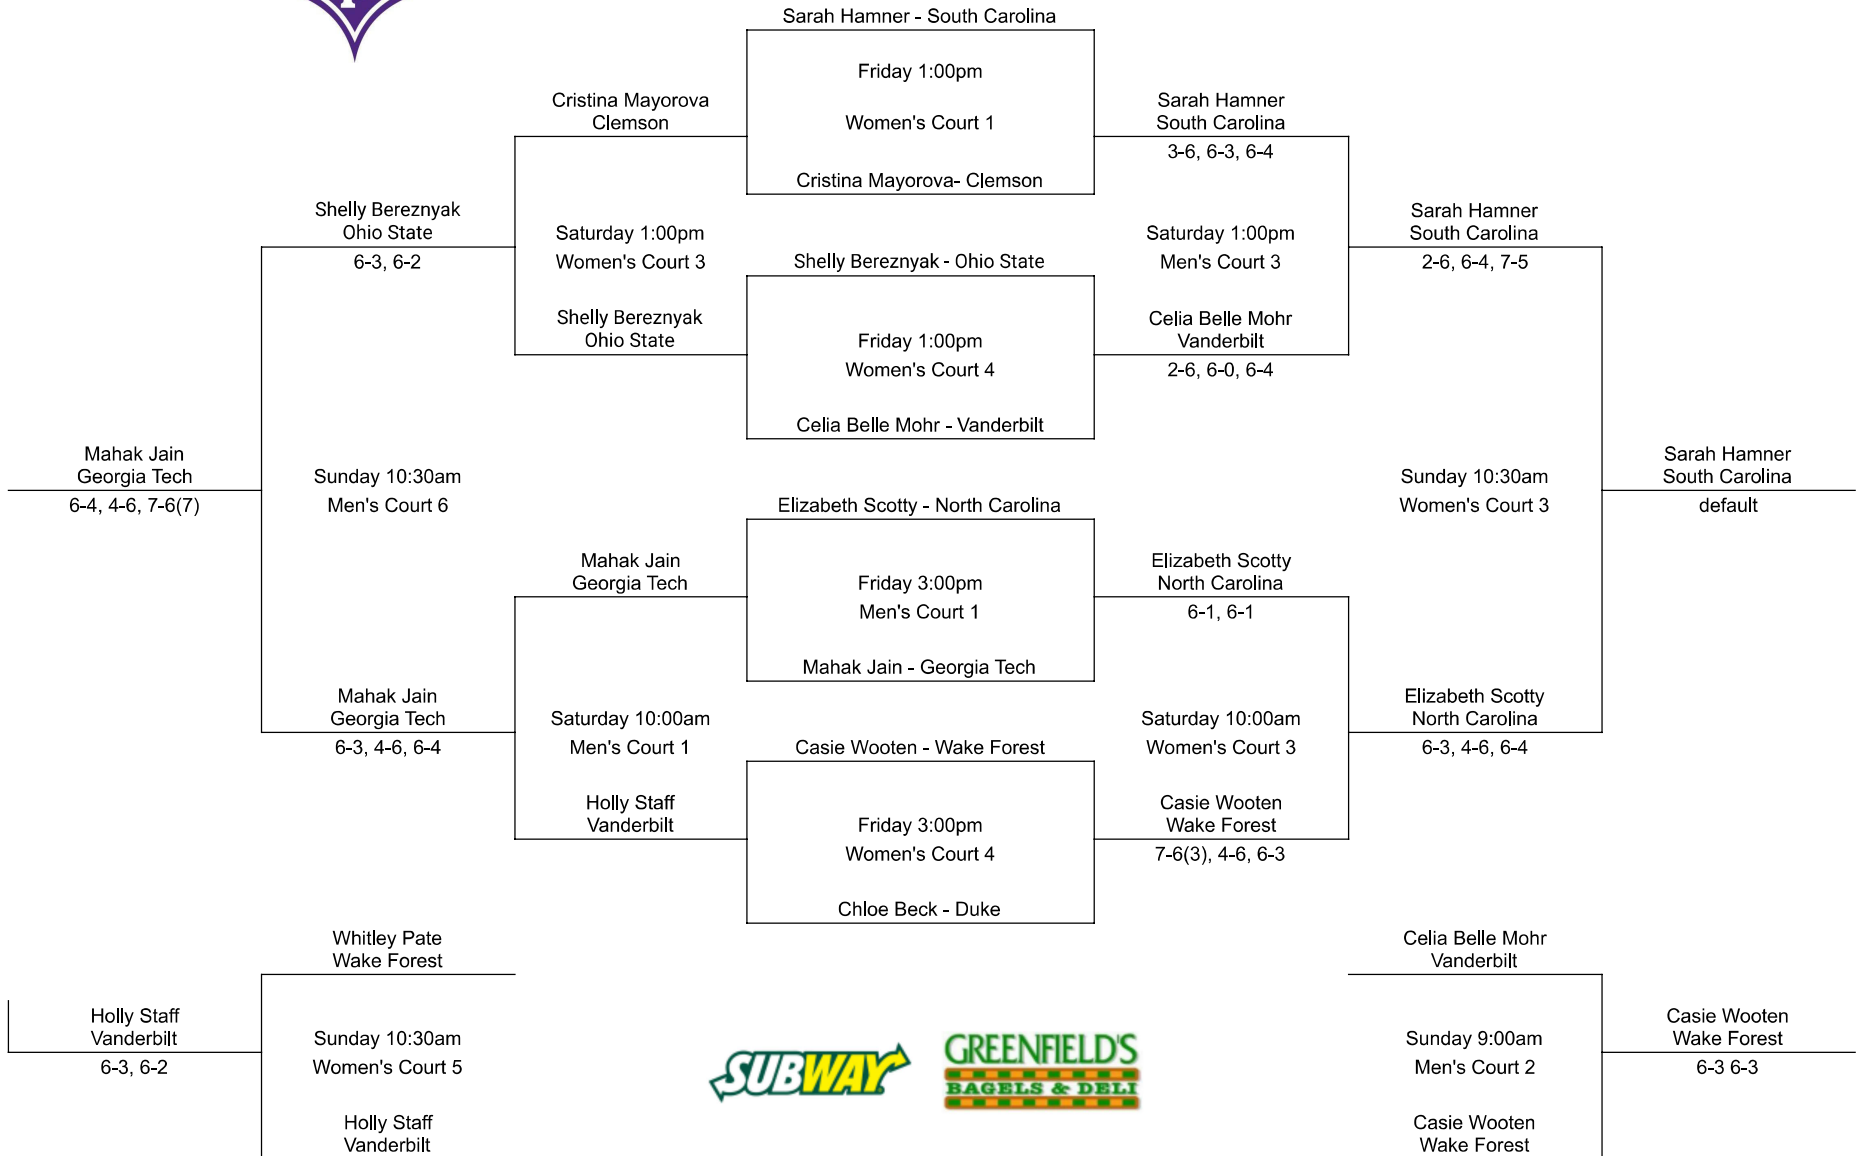 Sarah Hamner - South Carolina
Friday 1:00pm
Women's Court 1
Cristina Mayorova- Clemson
Cristina Mayorova
Clemson
Sarah Hamner
South Carolina
3-6, 6-3, 6-4
Shelly Bereznyak
Ohio State
6-3, 6-2
Saturday 1:00pm
Women's Court 3
Shelly Bereznyak - Ohio State
Saturday 1:00pm
Men's Court 3
Sarah Hamner
South Carolina
2-6, 6-4, 7-5
Shelly Bereznyak
Ohio State
Friday 1:00pm
Women's Court 4
Celia Belle Mohr
Vanderbilt
2-6, 6-0, 6-4
Celia Belle Mohr - Vanderbilt
Mahak Jain
Georgia Tech
6-4, 4-6, 7-6(7)
Sunday 10:30am
Men's Court 6
Elizabeth Scotty - North Carolina
Sunday 10:30am
Women's Court 3
Sarah Hamner
South Carolina
default
Mahak Jain
Georgia Tech
Friday 3:00pm
Men's Court 1
Elizabeth Scotty
North Carolina
6-1, 6-1
Mahak Jain - Georgia Tech
Mahak Jain
Georgia Tech
6-3, 4-6, 6-4
Saturday 10:00am
Men's Court 1
Casie Wooten - Wake Forest
Saturday 10:00am
Women's Court 3
Elizabeth Scotty
North Carolina
6-3, 4-6, 6-4
Holly Staff
Vanderbilt
Friday 3:00pm
Women's Court 4
Casie Wooten
Wake Forest
7-6(3), 4-6, 6-3
Chloe Beck - Duke
Whitley Pate
Wake Forest
Celia Belle Mohr
Vanderbilt
Holly Staff
Vanderbilt
6-3, 6-2
Sunday 10:30am
Women's Court 5
SUBWAY
GREENFIELD'S
BAGELS & DELI
Sunday 9:00am
Men's Court 2
Casie Wooten
Wake Forest
6-3 6-3
Holly Staff
Vanderbilt
Casie Wooten
Wake Forest